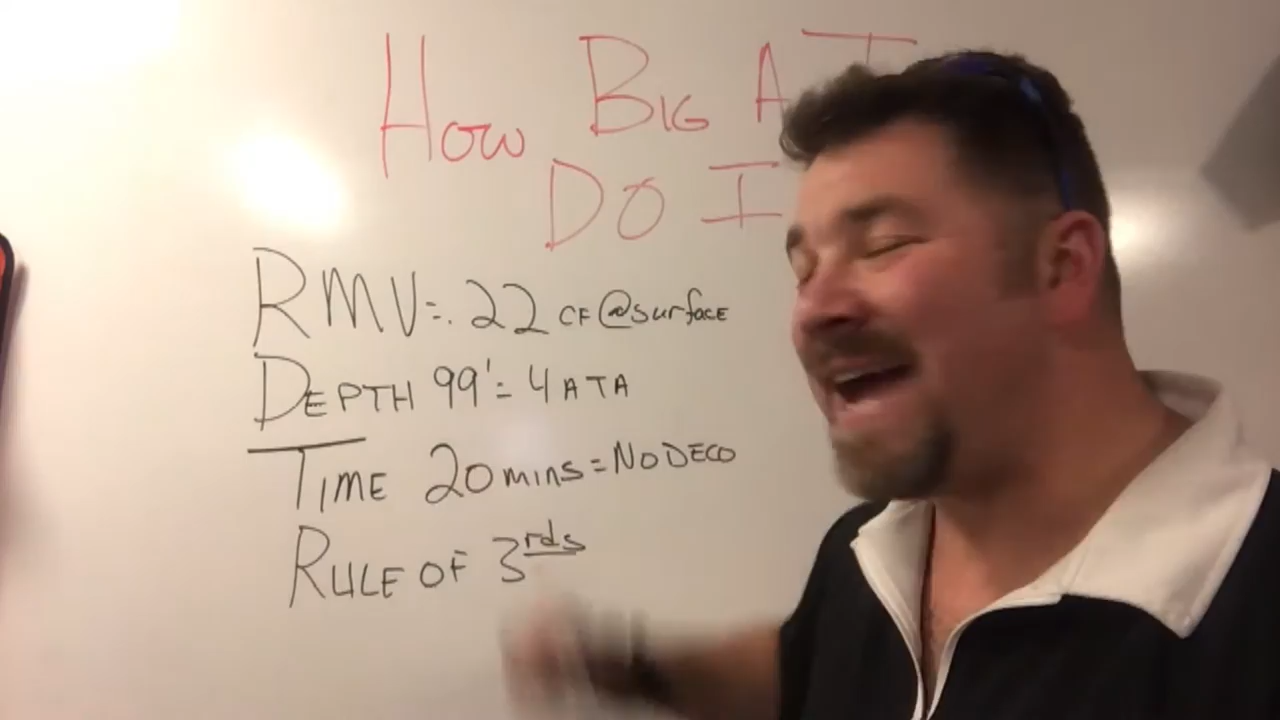 How BIG A
DO I
RMV=.22 CF@surface
DEPTH 99'=4 ATA
TIME 20 mins=NO DECO
RULE OF 3rds